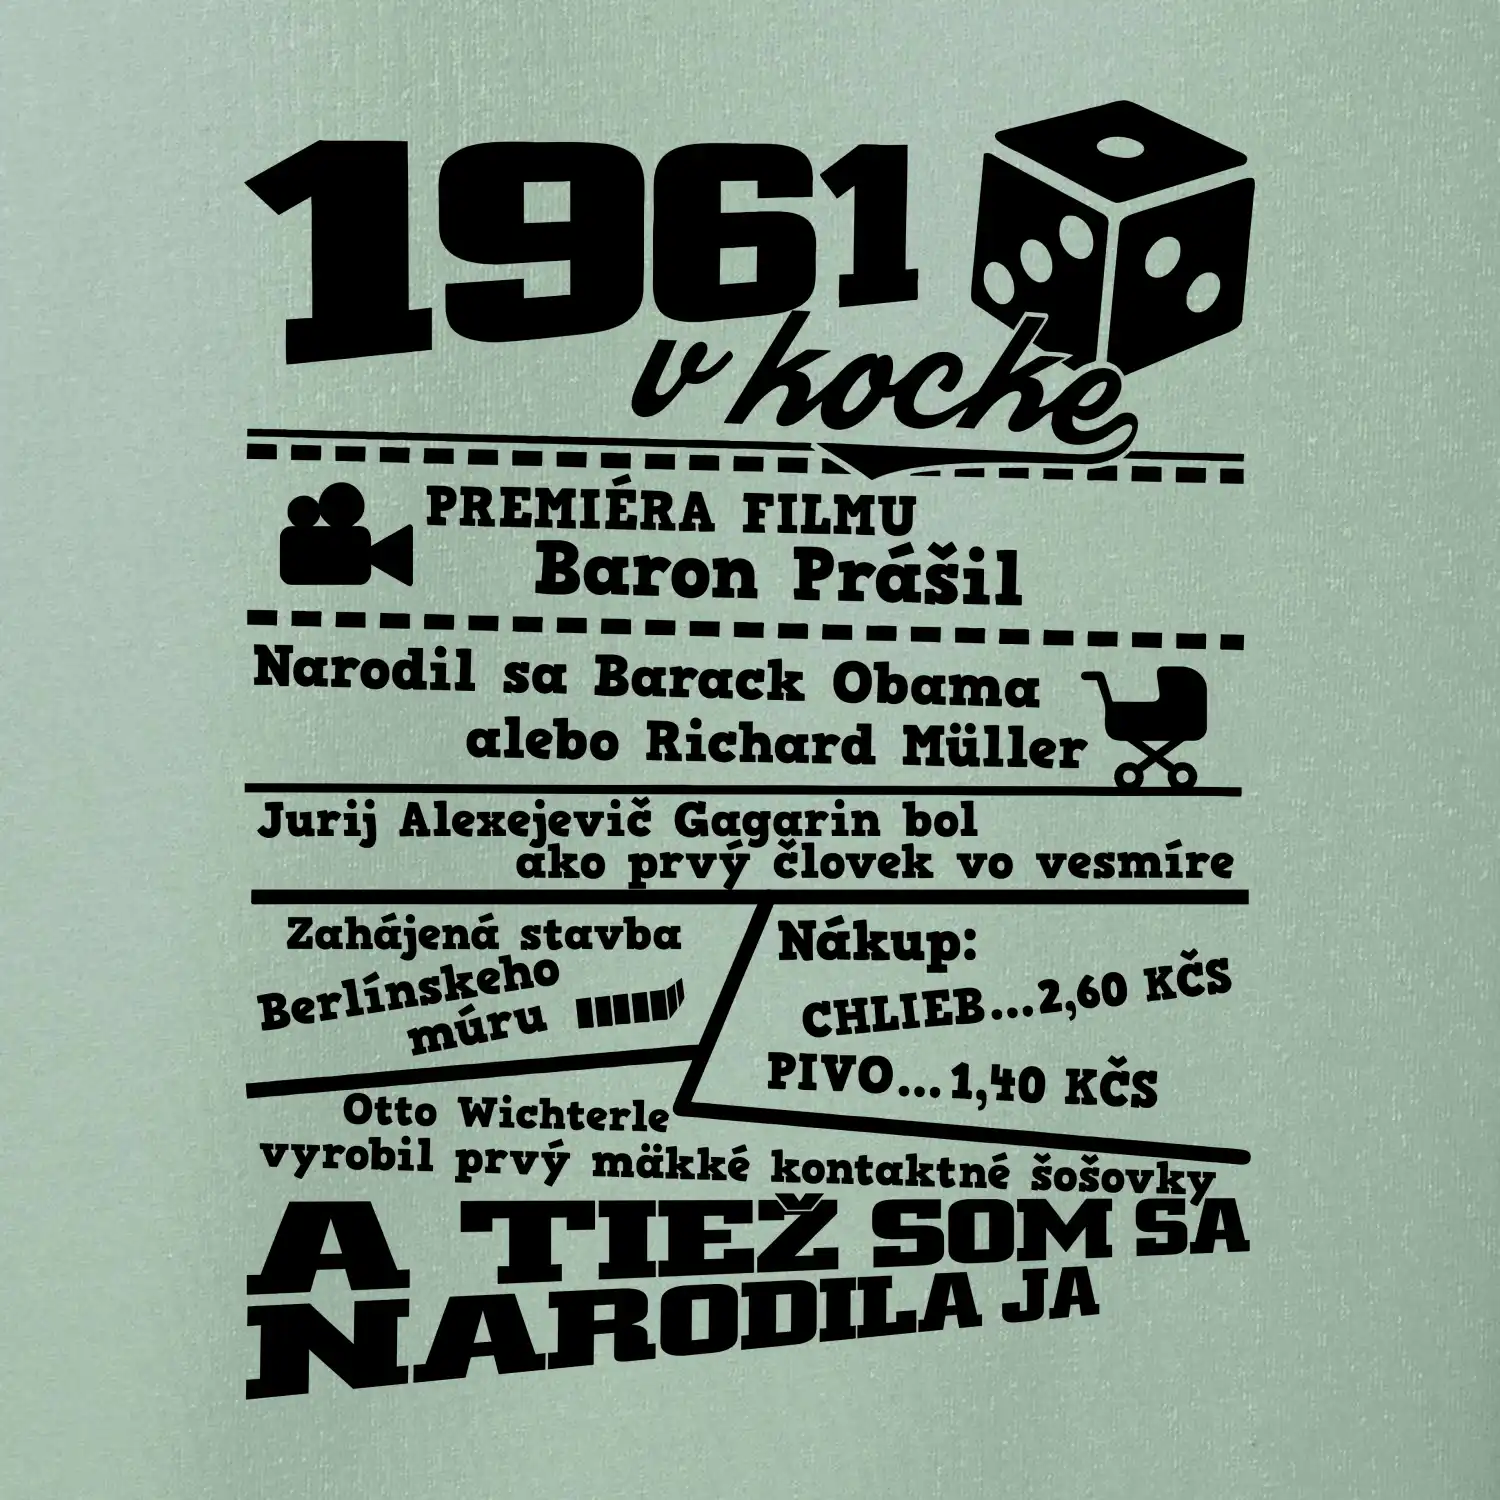 1961
v kocke
PREMIÉRA FILMU
Baron Prášil
Narodil sa Barack Obama
alebo Richard Müller
Jurij Alexejevič Gagarin bol
ako prvý človek vo vesmíre
Zahájená stavba
Berlínskeho
múru
Nákup:
CHLIEB...2,60 KČS
PIVO...1,40 KČS
Otto Wichterle
vyrobil prvý mäkké kontaktné šošovky
A TIEŽ SOM SA
NARODILA JA